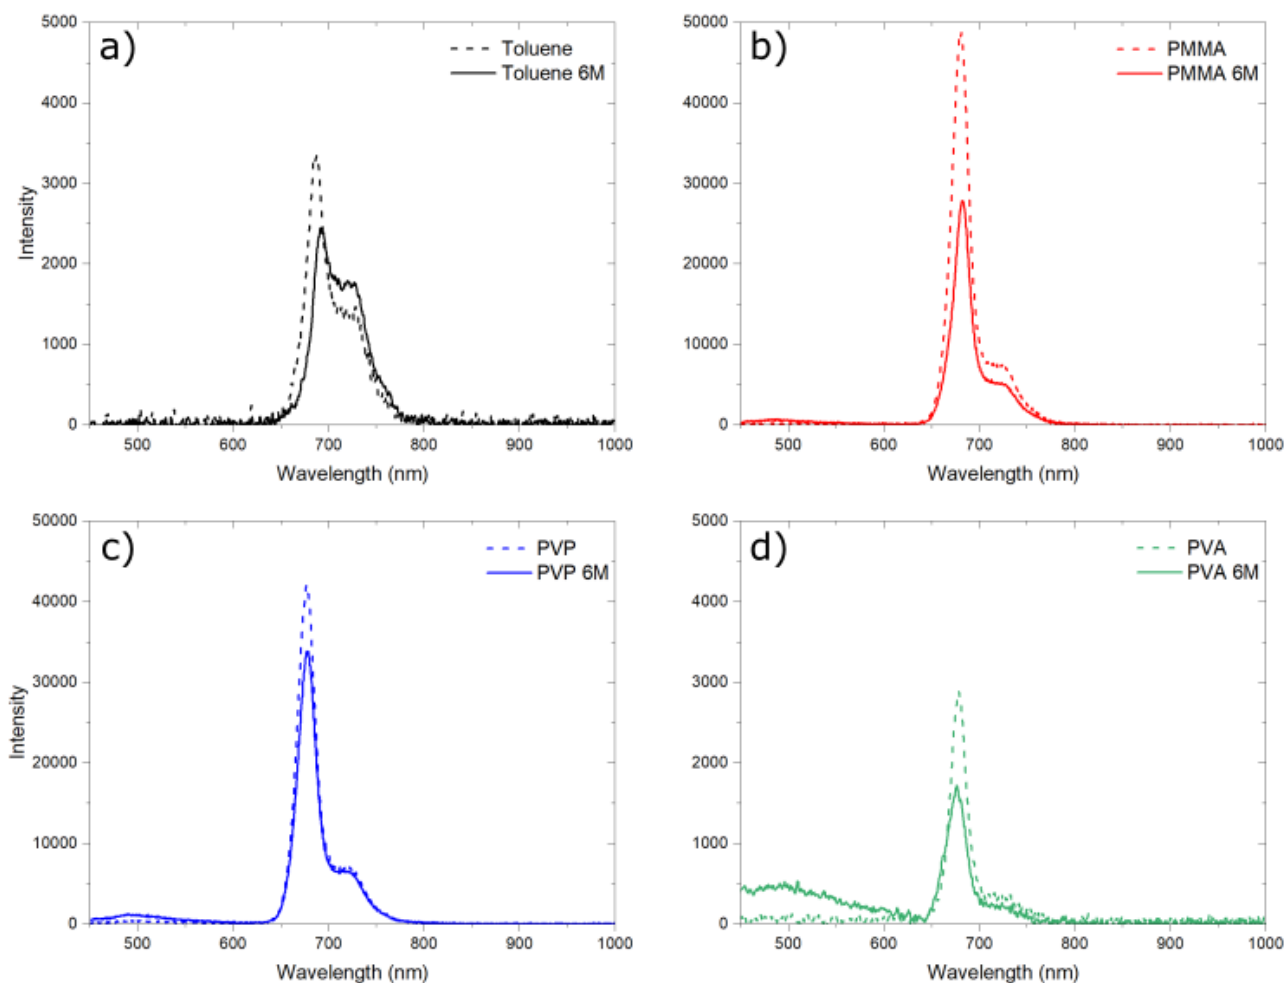 a)
Toluene
Toluene 6M
5000
4000
3000
2000
1000
0
Intensity
500 600 700 800 900 1000
Wavelength (nm)
b)
PMMA
PMMA 6M
50000
40000
30000
20000
10000
0
500 600 700 800 900 1000
Wavelength (nm)
c)
PVP
PVP 6M
50000
40000
30000
20000
10000
0
Intensity
500 600 700 800 900 1000
Wavelength (nm)
d)
PVA
PVA 6M
5000
4000
3000
2000
1000
0
500 600 700 800 900 1000
Wavelength (nm)